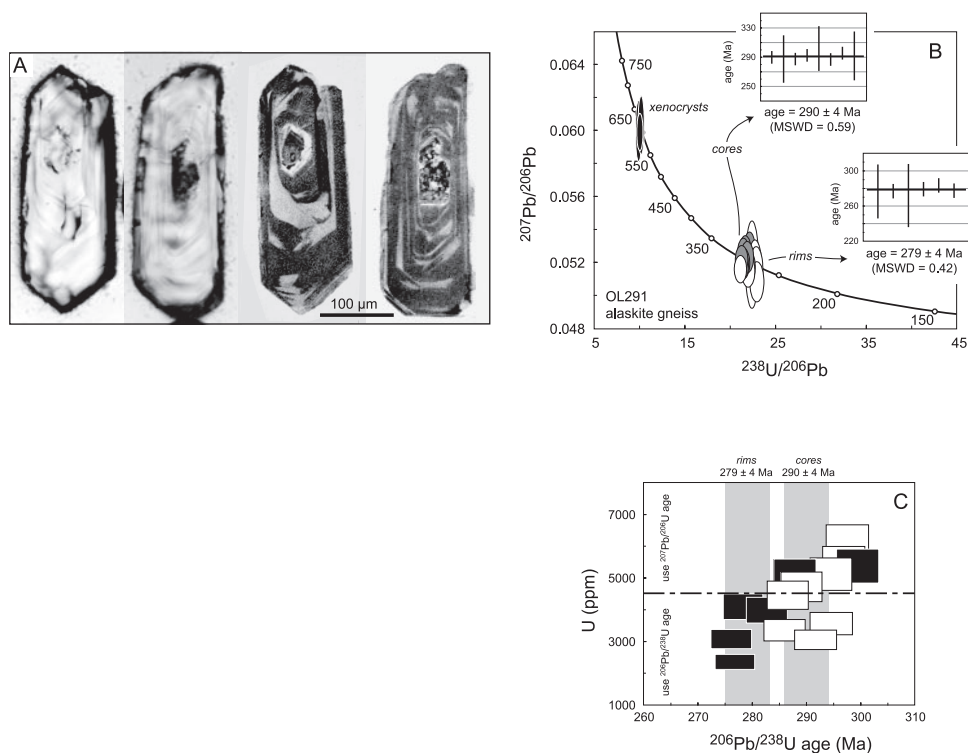 A
100 µm
B
0.064
0.060
0.056
0.052
0.048
207Pb/206Pb
750
650
550
450
350
200
150
xenocrysts
cores
rims
OL291
alaskite gneiss
5
15
25
35
45
238U/206Pb
330
290
250
age (Ma)
age = 290 ± 4 Ma
(MSWD = 0.59)
300
260
220
age (Ma)
age = 279 ± 4 Ma
(MSWD = 0.42)
rims
279 ± 4 Ma
cores
290 ± 4 Ma
C
7000
5000
3000
1000
U (ppm)
use 207Pb/206U age
use 206Pb/238U age
260
270
280
290
300
310
206Pb/238U age (Ma)